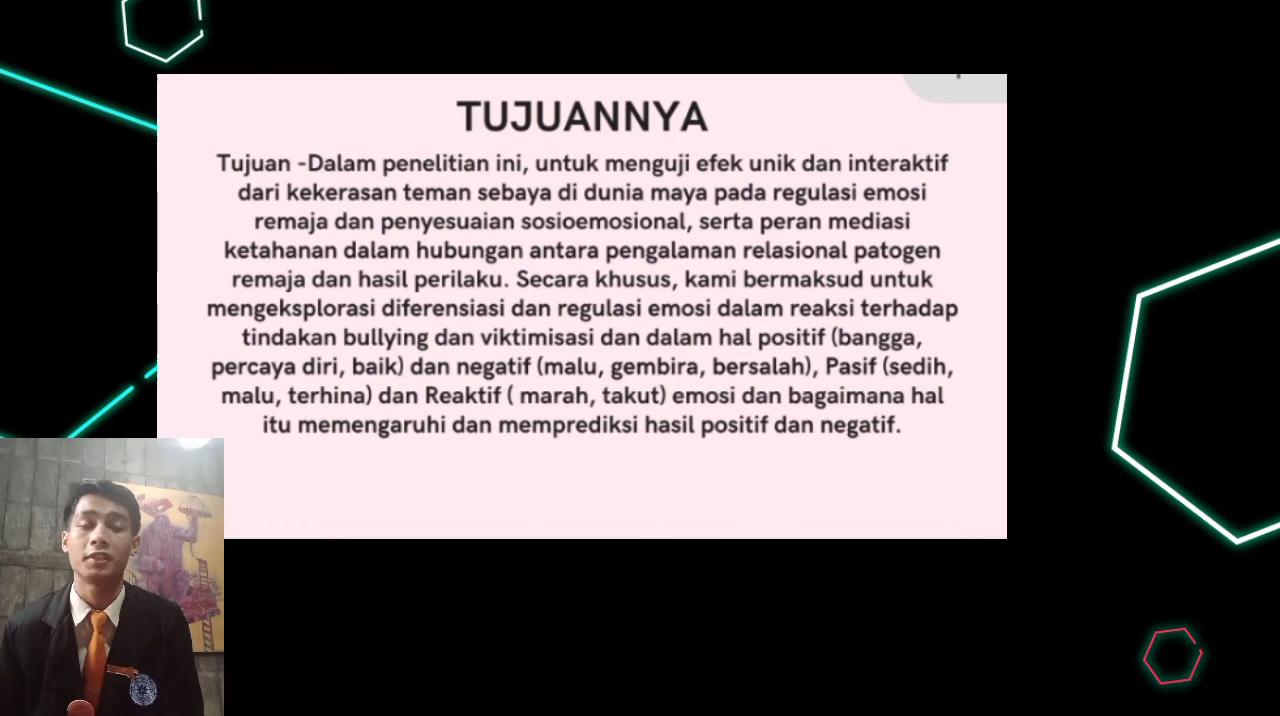 TUJUANNYA
Tujuan -Dalam penelitian ini, untuk menguji efek unik dan interaktif
dari kekerasan teman sebaya di dunia maya pada regulasi emosi
remaja dan penyesuaian sosioemosional, serta peran mediasi
ketahanan dalam hubungan antara pengalaman relasional patogen
remaja dan hasil perilaku. Secara khusus, kami bermaksud untuk
mengeksplorasi diferensiasi dan regulasi emosi dalam reaksi terhadap
tindakan bullying dan viktimisasi dan dalam hal positif (bangga,
percaya diri, baik) dan negatif (malu, gembira, bersalah), Pasif (sedih,
malu, terhina) dan Reaktif ( marah, takut) emosi dan bagaimana hal
itu memengaruhi dan memprediksi hasil positif dan negatif.